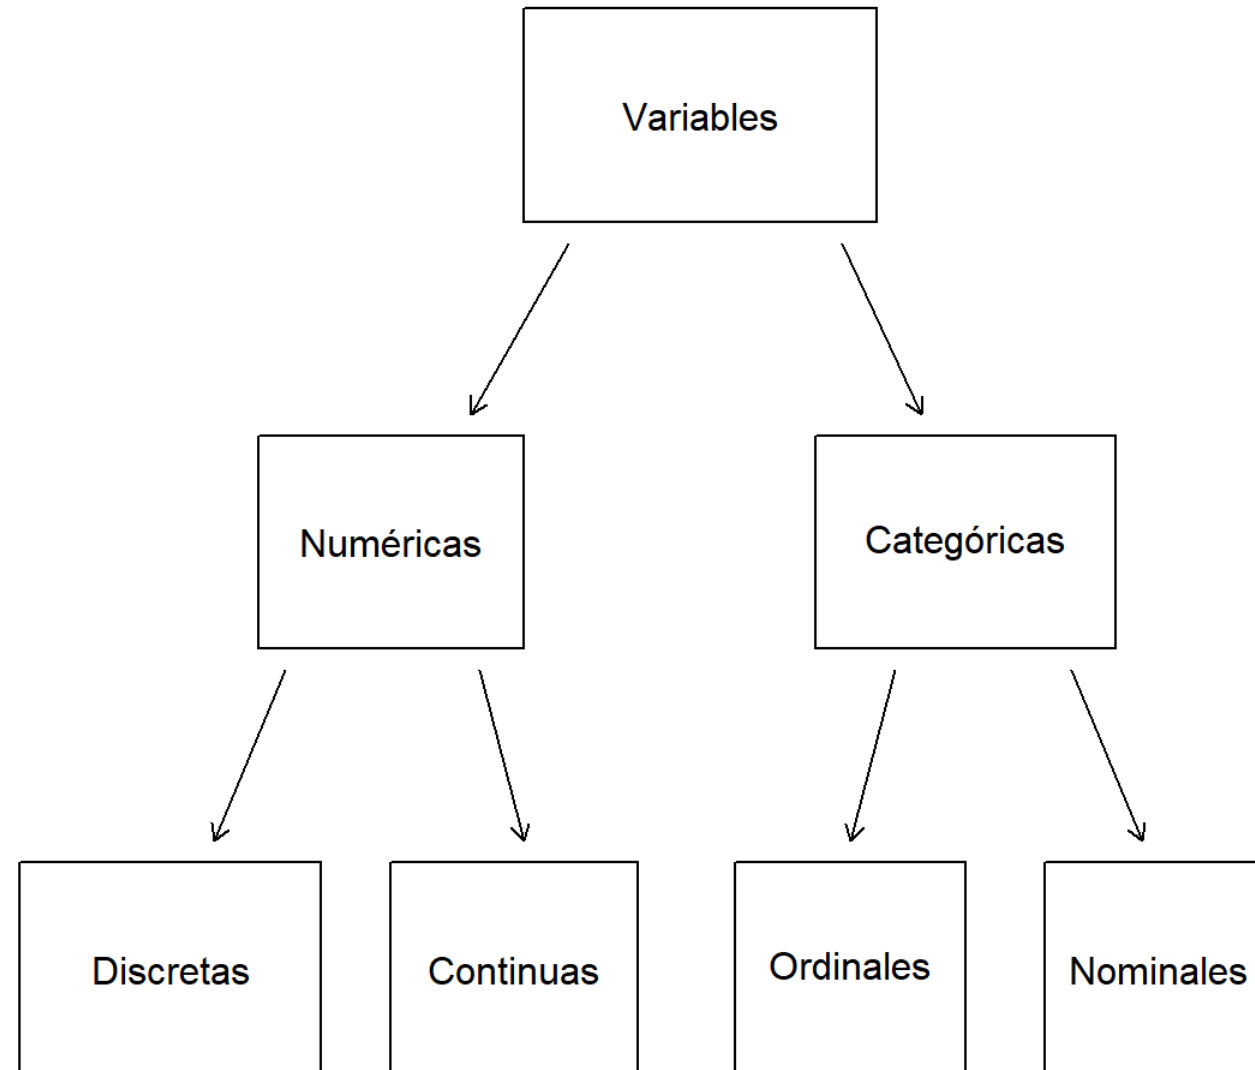 Variables
Numéricas
Categóricas
Discretas
Continuas
Ordinales
Nominales